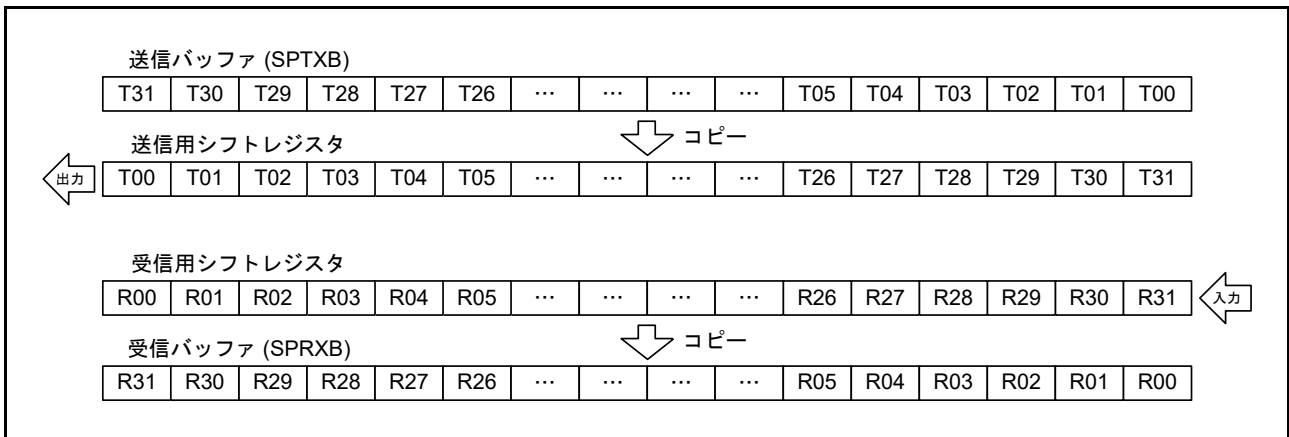 送信バッファ (SPTXB)
T31 T30 T29 T28 T27 T26 … … … … T05 T04 T03 T02 T01 T00
コピー
送信用シフトレジスタ
出力
T00 T01 T02 T03 T04 T05 … … … … T26 T27 T28 T29 T30 T31
受信用シフトレジスタ
R00 R01 R02 R03 R04 R05 … … … … R26 R27 R28 R29 R30 R31
入力
コピー
受信バッファ (SPRXB)
R31 R30 R29 R28 R27 R26 … … … … R05 R04 R03 R02 R01 R00